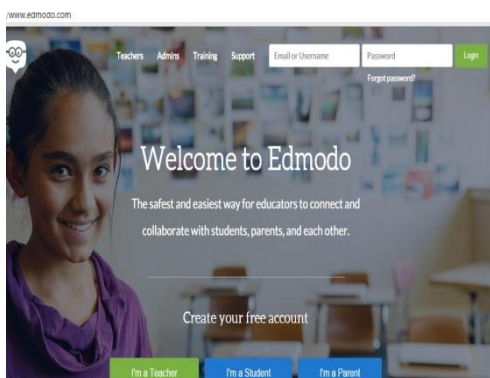 /www.edmodo.com
Teachers Admins Training Support Email or Username Password Login
Forgot password?
Welcome to Edmodo
The safest and easiest way for educators to connect and
collaborate with students, parents, and each other.
Create your free account
I'm a Teacher I'm a Student I'm a Parent